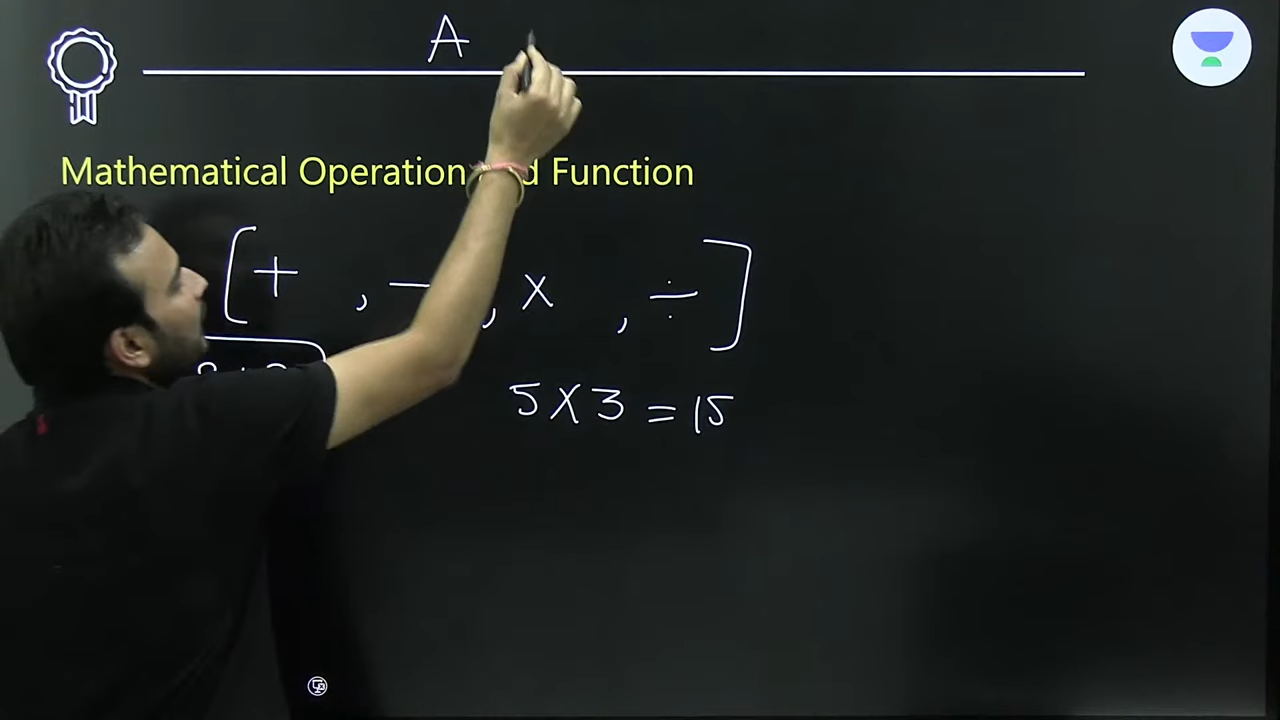 A
Mathematical Operation Function
[+ , - , × , ÷]
5 × 3 = 15